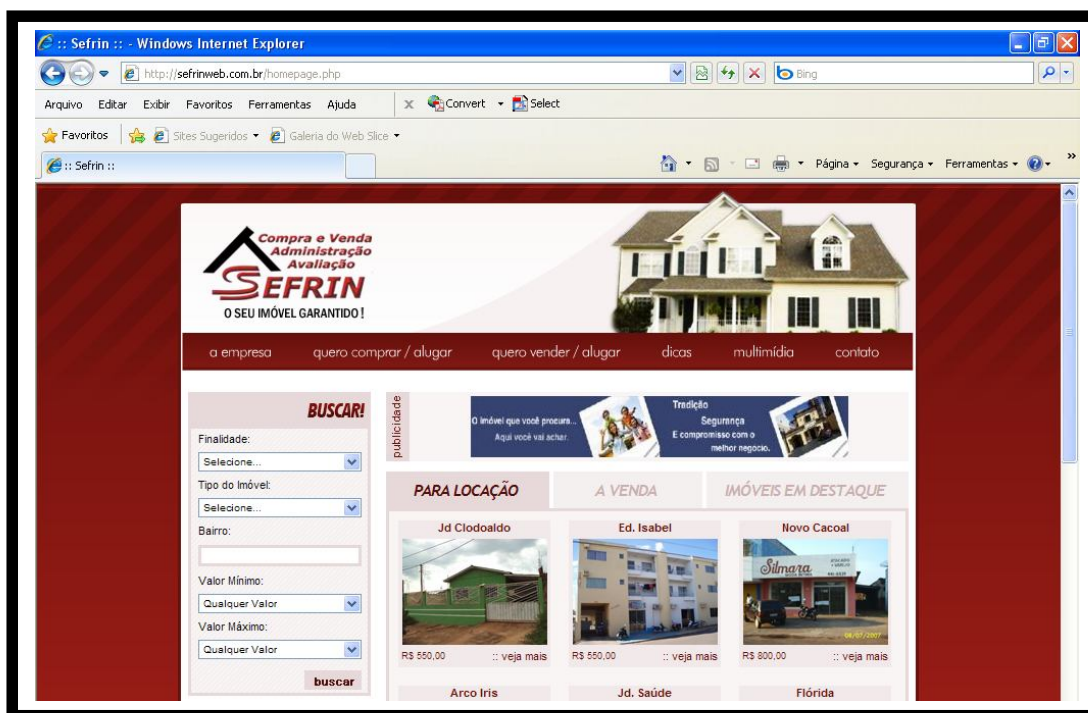 :: Sefrin :: - Windows Internet Explorer
http://sefrinweb.com.br/homepage.php
Bing
Arquivo Editar Exibir Favoritos Ferramentas Ajuda
x Convert Select
Favoritos Sites Sugeridos Galeria do Web Slice
:: Sefrin ::
Página Segurança Ferramentas »
Compra e Venda
Administração
Avaliação
SEFRIN
O SEU IMÓVEL GARANTIDO!
a empresa quero comprar / alugar quero vender / alugar dicas multimídia contato
BUSCAR!
Finalidade:
Selecione...
Tipo do Imóvel:
Selecione...
Bairro:
Valor Mínimo:
Qualquer Valor
Valor Máximo:
Qualquer Valor
buscar
publicidade
O imóvel que você procura...
Aqui você vai achar.
Tradição
Segurança
E compromisso com o
melhor negócio.
PARA LOCAÇÃO A VENDA IMÓVEIS EM DESTAQUE
Jd Clodoaldo Ed. Isabel Novo Cacoal
Silmara
R$ 550,00 :: veja mais R$ 550,00 :: veja mais R$ 800,00 :: veja mais
Arco Iris Jd. Saúde Flórida